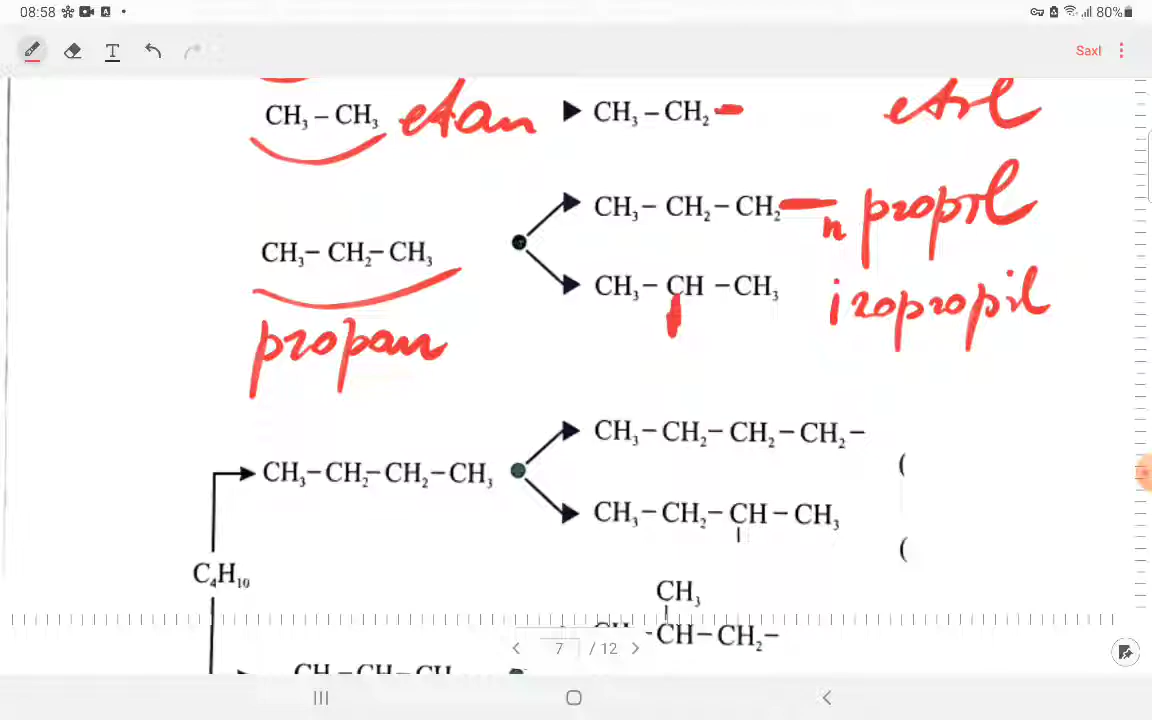 08:58 80%
T Saxl
CH₃ – CH₃ etan CH₃ – CH₂ etil
CH₃– CH₂– CH₂ n propil
CH₃– CH₂– CH₃
CH₃– CH –CH₃ izopropil
propan
CH₃–CH₂–CH₂–CH₂–
CH₃–CH₂–CH₂–CH₃ (
CH₃–CH₂–CH–CH₃
(
C₄H₁₀
CH₃
-CH–CH₂–
7 / 12